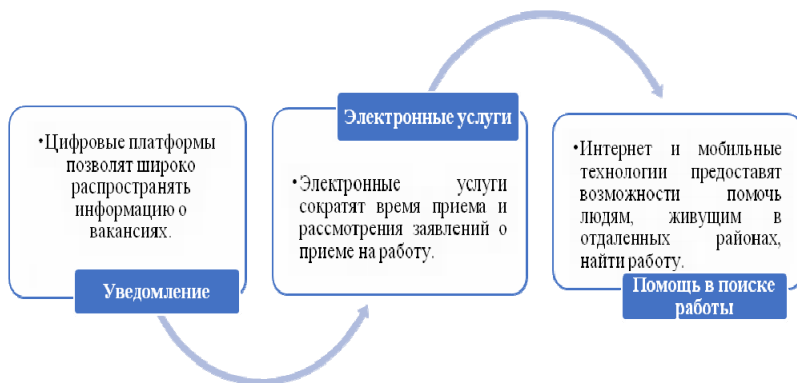 •Цифровые платформы
позволят широко
распространять
информацию о
вакансиях.
Уведомление
Электронные услуги
•Электронные услуги
сократят время приема и
рассмотрения заявлений о
приеме на работу.
•Интернет и мобильные
технологии предоставят
возможности помочь
людям, живущим в
отдаленных районах,
найти работу.
Помощь в поиске
работы